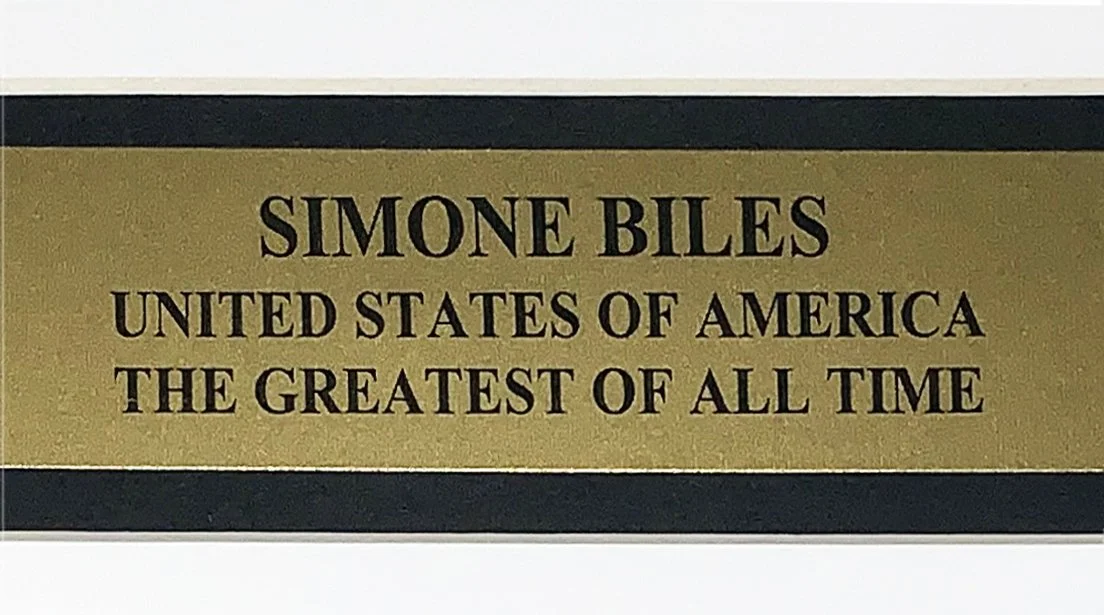 SIMONE BILES
UNITED STATES OF AMERICA
THE GREATEST OF ALL TIME